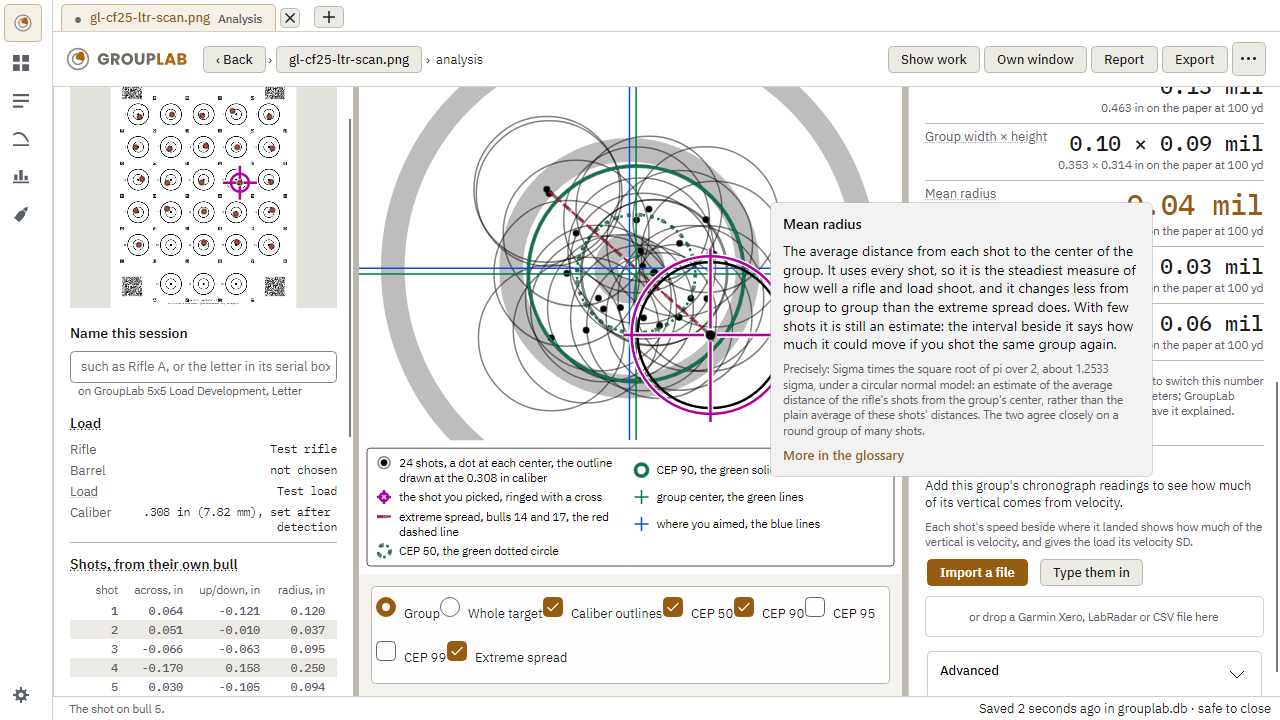 gl-cf25-ltr-scan.png Analysis
GROUPLAB
‹ Back › gl-cf25-ltr-scan.png › analysis
Show work
Own window
Report
Export
Name this session
such as Rifle A, or the letter in its serial box
on GroupLab 5x5 Load Development, Letter
Load
Rifle Test rifle
Barrel not chosen
Load Test load
Caliber .308 in (7.82 mm), set after
detection
Shots, from their own bull
shot across, in up/down, in radius, in
1 0.064 -0.121 0.120
2 0.051 -0.010 0.037
3 -0.066 -0.063 0.095
4 -0.170 0.158 0.250
5 0.030 -0.105 0.094
24 shots, a dot at each center, the outline
drawn at the 0.308 in caliber
the shot you picked, ringed with a cross
extreme spread, bulls 14 and 17, the red
dashed line
CEP 50, the green dotted circle
CEP 90, the green
group center, the green lines
where you aimed, the blue lines
Group Whole target Caliber outlines CEP 50 CEP 90 CEP 95
CEP 99 Extreme spread
0.13 mil
0.463 in on the paper at 100 yd
Group width × height
0.10 × 0.09 mil
0.353 × 0.314 in on the paper at 100 yd
Mean radius
.04 mil
on the paper at 100 yd
0.03 mil
on the paper at 100 yd
0.06 mil
on the paper at 100 yd
to switch this number
GroupLab
ave it explained.
Mean radius
The average distance from each shot to the center of the
group. It uses every shot, so it is the steadiest measure of
how well a rifle and load shoot, and it changes less from
group to group than the extreme spread does. With few
shots it is still an estimate: the interval beside it says how
much it could move if you shot the same group again.
Precisely: Sigma times the square root of pi over 2, about 1.2533
sigma, under a circular normal model: an estimate of the average
distance of the rifle's shots from the group's center, rather than the
plain average of these shots' distances. The two agree closely on a
round group of many shots.
More in the glossary
Add this group's chronograph readings to see how much
of its vertical comes from velocity.
Each shot's speed beside where it landed shows how much of the
vertical is velocity, and gives the load its velocity SD.
Import a file
Type them in
or drop a Garmin Xero, LabRadar or CSV file here
Advanced
The shot on bull 5.
Saved 2 seconds ago in grouplab.db · safe to close